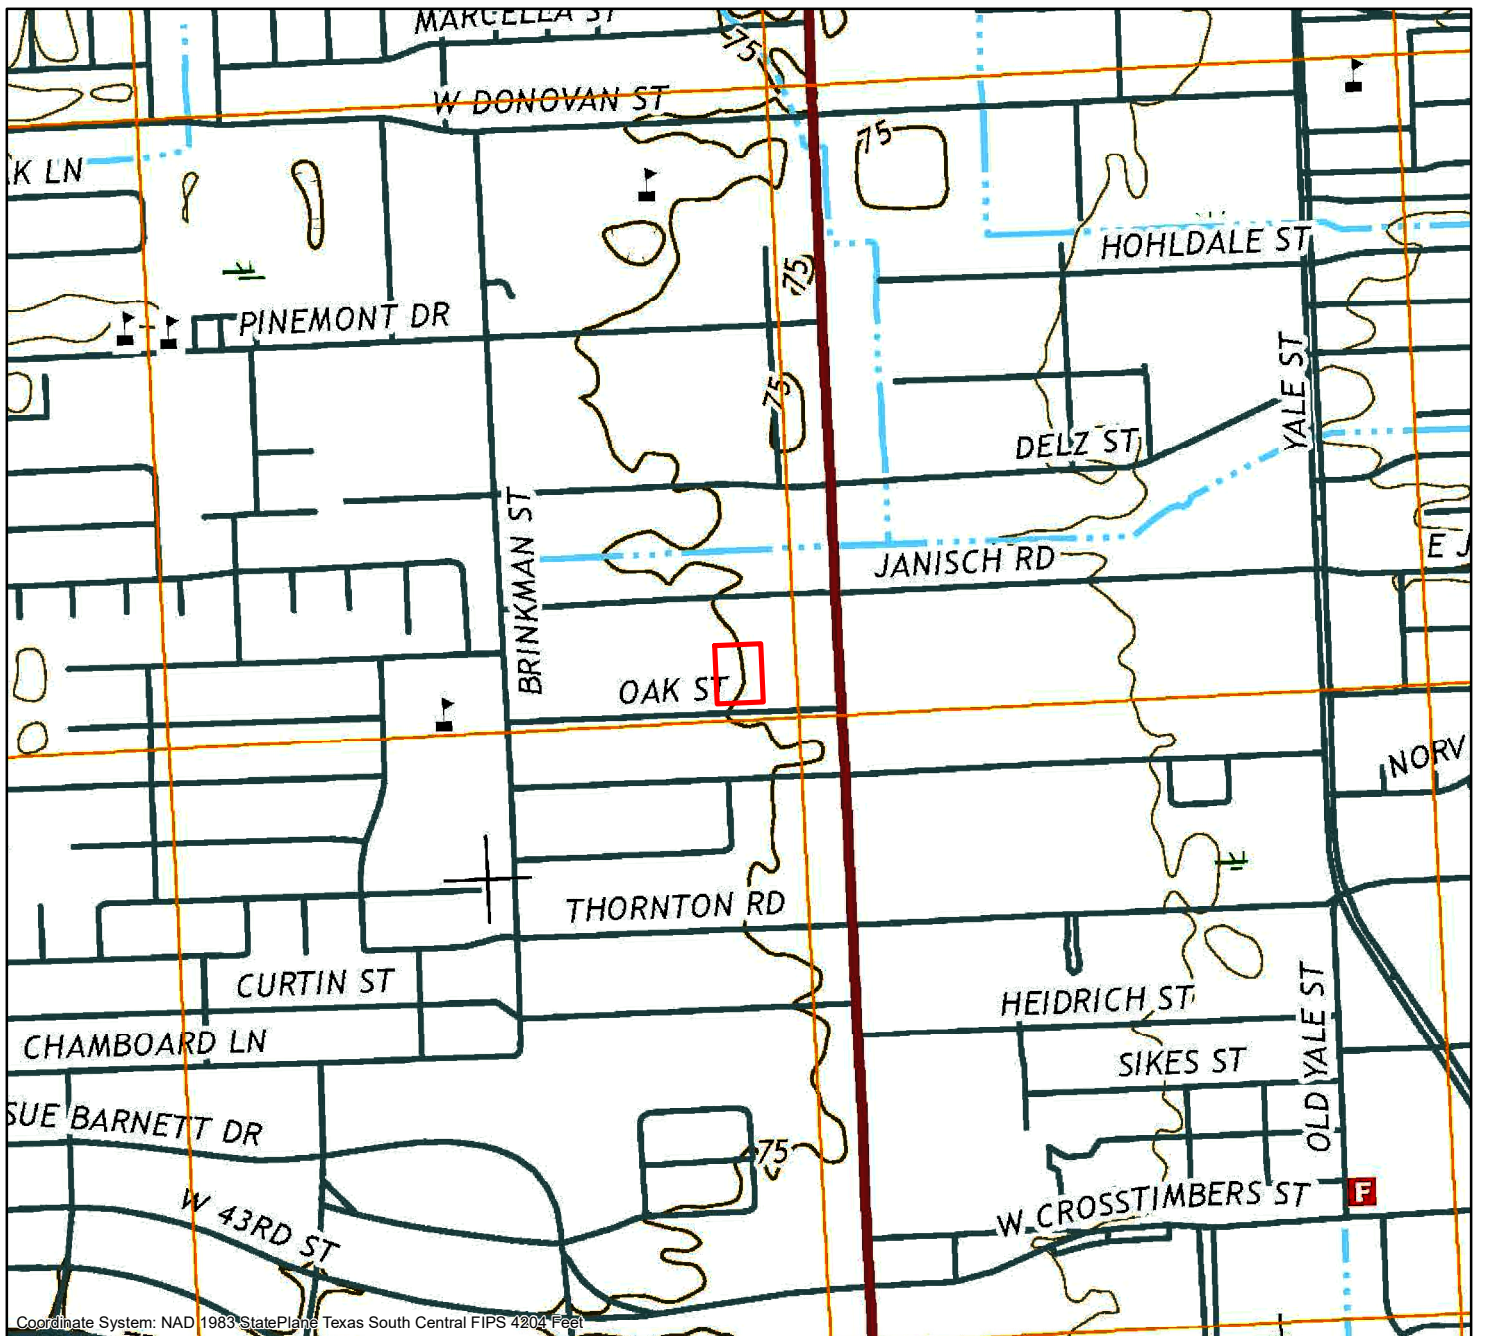 MARCELLA ST
75
W DONOVAN ST
75
K LN
HOHLDALE ST
75
PINEMONT DR
YALE ST
75
DELZ ST
BRINKMAN ST
JANISCH RD
E J
OAK ST
NORV
THORNTON RD
CURTIN ST
HEIDRICH ST
OLD YALE ST
CHAMBOARD LN
SIKES ST
SUE BARNETT DR
75
W 43RD ST
W CROSSTIMBERS ST
F
Coordinate System: NAD 1983 StatePlane Texas South Central FIPS 4204 Feet